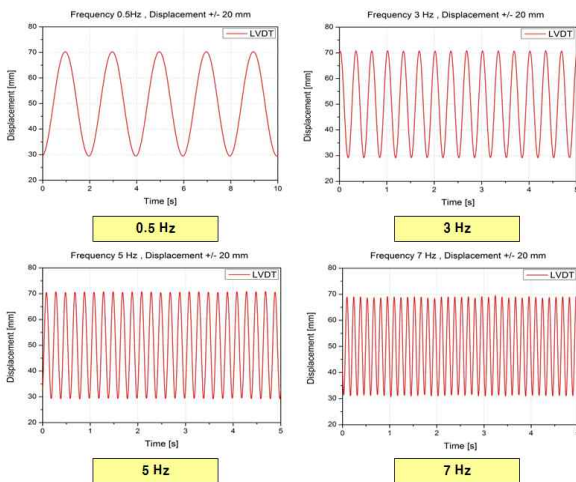 Frequency 0.5Hz , Displacement +/- 20 mm
LVDT
Displacement [mm]
80
70
60
50
40
30
20
0 2 4 6 8 10
Time [s]
0.5 Hz
Frequency 3 Hz , Displacement +/- 20 mm
LVDT
Displacement [mm]
80
70
60
50
40
30
20
0 1 2 3 4 5
Time [s]
3 Hz
Frequency 5 Hz , Displacement +/- 20 mm
LVDT
Displacement [mm]
80
70
60
50
40
30
20
0 1 2 3 4 5
Time [s]
5 Hz
Frequency 7 Hz , Displacement +/- 20 mm
LVDT
Displacement [mm]
80
70
60
50
40
30
20
0 1 2 3 4
Time [s]
7 Hz